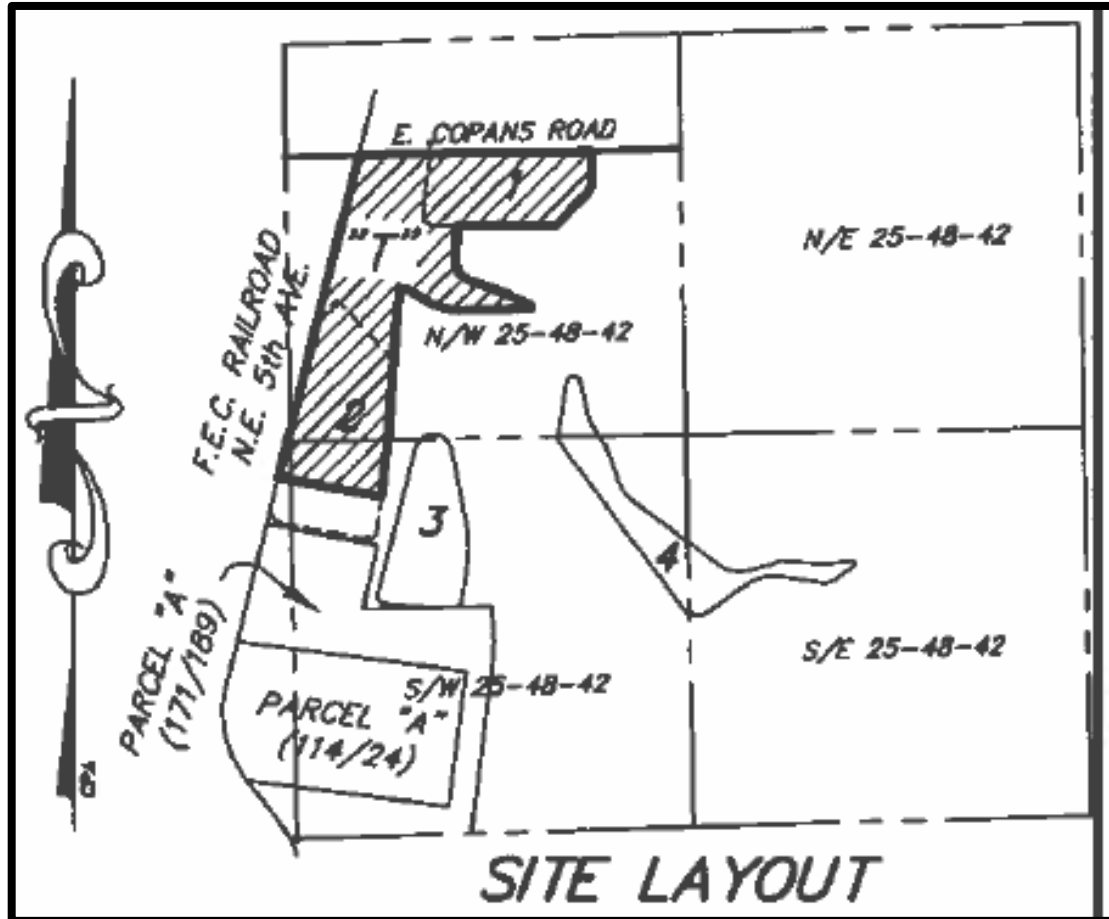 E. COPANS ROAD
1
"T"
N/E 25-48-42
F.E.C. RAILROAD
N.E. 5th AVE.
N/W 25-48-42
2
3
4
PARCEL "A"
(171/189)
S/W 25-48-42
S/E 25-48-42
PARCEL "A"
(114/24)
SITE LAYOUT